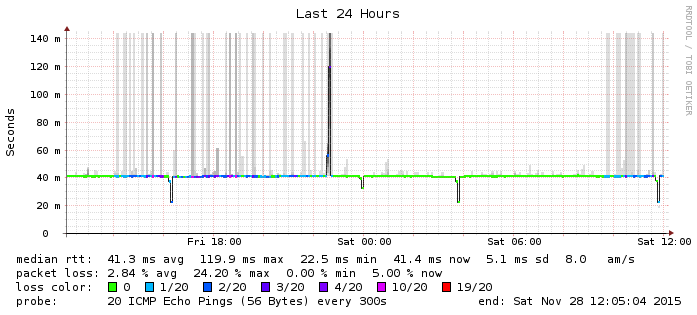 Last 24 Hours
RRDTOOL / TOBI OETIKER
Seconds
140 m
120 m
100 m
80 m
60 m
40 m
20 m
0
Fri 18:00 Sat 00:00 Sat 06:00 Sat 12:00
median rtt: 41.3 ms avg 119.9 ms max 22.5 ms min 41.4 ms now 5.1 ms sd 8.0 am/s
packet loss: 2.84 % avg 24.20 % max 0.00 % min 5.00 % now
loss color: 0 1/20 2/20 3/20 4/20 10/20 19/20
probe: 20 ICMP Echo Pings (56 Bytes) every 300s end: Sat Nov 28 12:05:04 2015